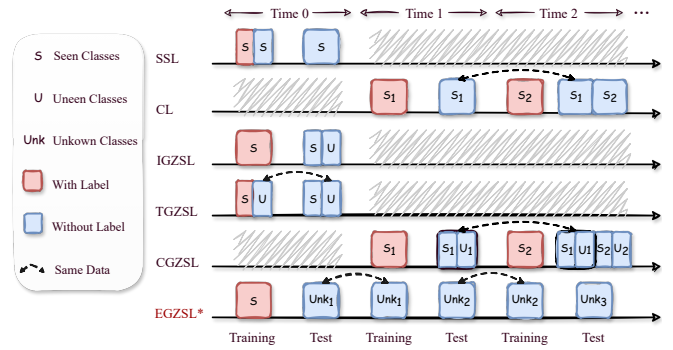 Time 0 Time 1 Time 2 ...
S Seen Classes
U Uneen Classes
Unk Unkown Classes
With Label
Without Label
Same Data
SSL S S S
CL S1 S1 S2 S1 S2
IGZSL S S U
TGZSL S U S U
CGZSL S1 S1 U1 S2 S1 U1 S2 U2
EGZSL* S Unk1 Unk1 Unk2 Unk2 Unk3
Training Test Training Test Training Test